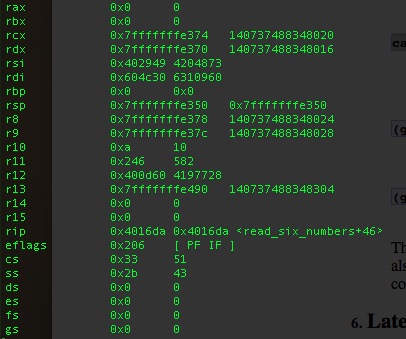 rax 0x0 0
rbx 0x0 0
rcx 0x7fffffffe374 140737488348020
rdx 0x7fffffffe370 140737488348016
rsi 0x402949 4204873
rdi 0x604c30 6310960
rbp 0x0 0x0
rsp 0x7fffffffe350 0x7fffffffe350
r8 0x7fffffffe378 140737488348024
r9 0x7fffffffe37c 140737488348028
r10 0xa 10
r11 0x246 582
r12 0x400d60 4197728
r13 0x7fffffffe490 140737488348304
r14 0x0 0
r15 0x0 0
rip 0x4016da 0x4016da <read_six_numbers+46>
eflags 0x206 [ PF IF ]
cs 0x33 51
ss 0x2b 43
ds 0x0 0
es 0x0 0
fs 0x0 0
gs 0x0 0
ca
(g
(g
Th
als
co
6. Late